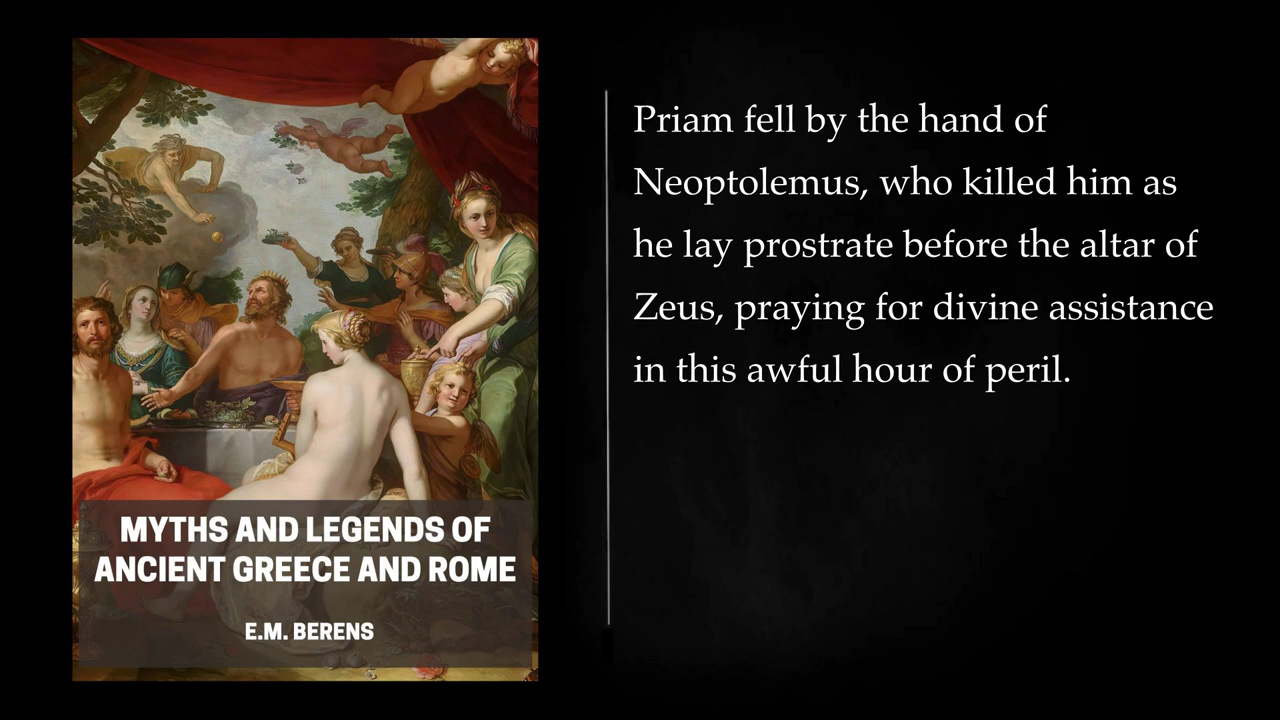 MYTHS AND LEGENDS OF
ANCIENT GREECE AND ROME
E.M. BERENS
Priam fell by the hand of
Neoptolemus, who killed him as
he lay prostrate before the altar of
Zeus, praying for divine assistance
in this awful hour of peril.